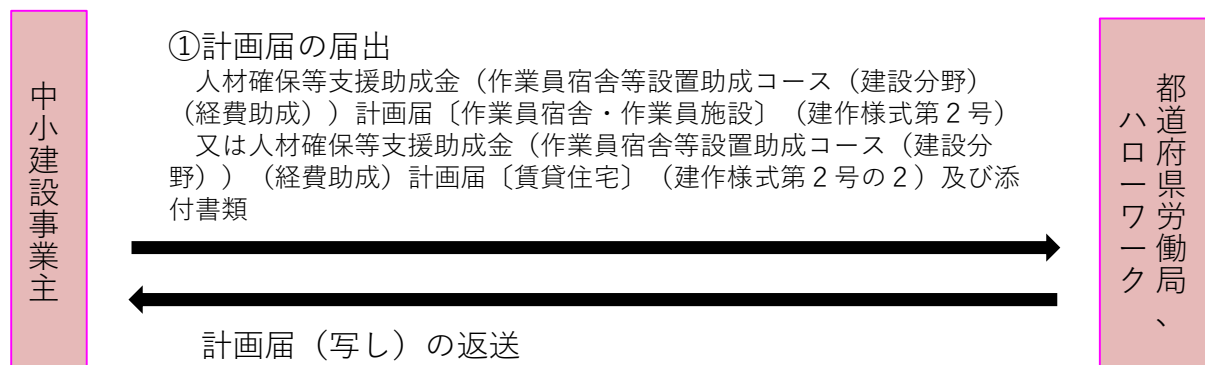 中小建設事業主
①計画届の届出
人材確保等支援助成金（作業員宿舎等設置助成コース（建設分野）
（経費助成））計画届〔作業員宿舎・作業員施設〕（建作様式第２号）
又は人材確保等支援助成金（作業員宿舎等設置助成コース（建設分
野））（経費助成）計画届〔賃貸住宅〕（建作様式第２号の２）及び添
付書類
計画届（写し）の返送
都道府県労働局、
ハローワーク